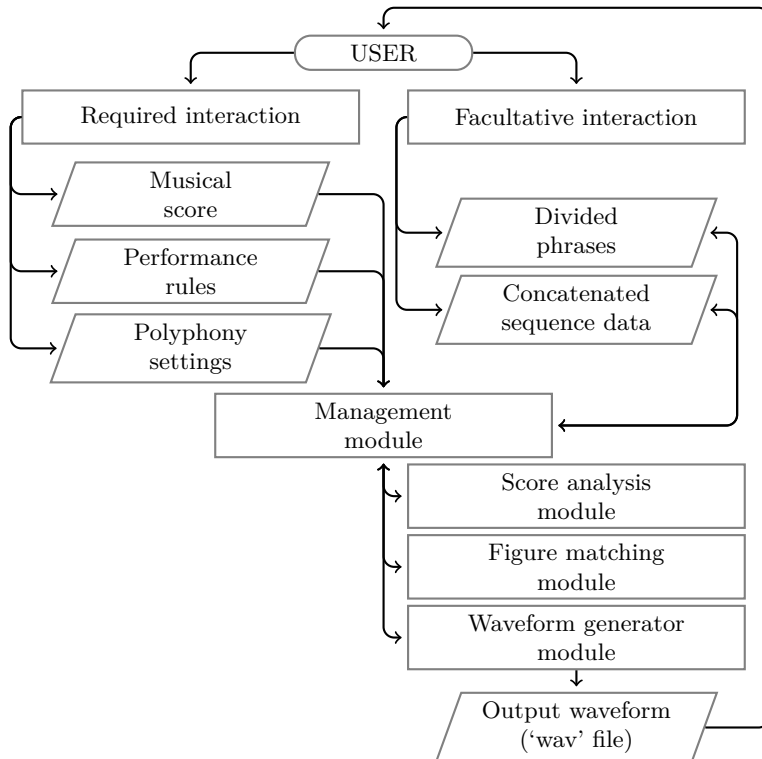 USER
Required interaction
Facultative interaction
Musical
score
Performance
rules
Polyphony
settings
Divided
phrases
Concatenated
sequence data
Management
module
Score analysis
module
Figure matching
module
Waveform generator
module
Output waveform
(‘wav’ file)